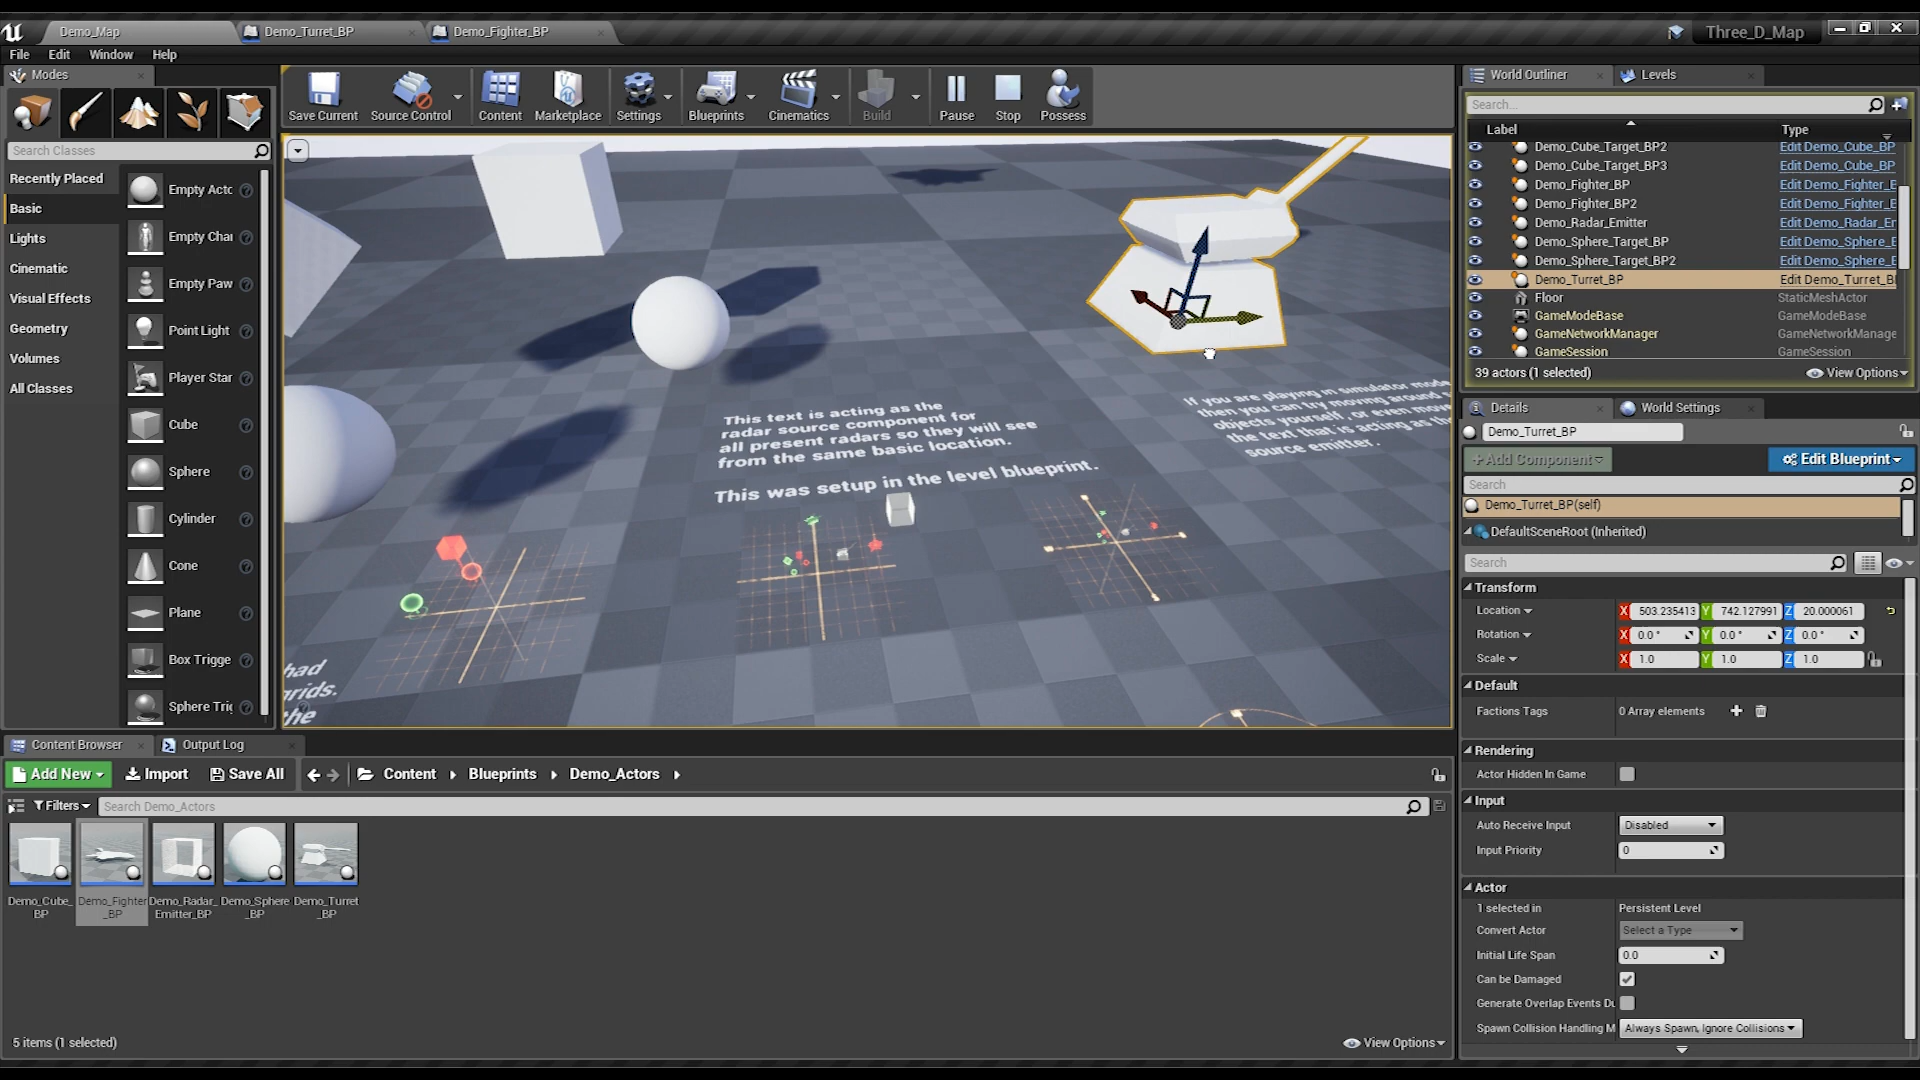 Demo_Map
Demo_Turret_BP
Demo_Fighter_BP
Three_D_Map
File Edit Window Help
Modes
Search Classes
Recently Placed
Basic
Lights
Cinematic
Visual Effects
Geometry
Volumes
All Classes
Empty Acto
Empty Cha
Empty Paw
Point Light
Player Star
Cube
Sphere
Cylinder
Cone
Plane
Box Trigge
Sphere Tri
Save Current
Source Control
Content
Marketplace
Settings
Blueprints
Cinematics
Build
Pause
Stop
Possess
This text is acting as the
radar source component for
all present radars so they will see
from the same basic location.
This was setup in the level blueprint.
If you are playing in simulator mode
then you can try moving around
objects yourself, or even move
the text that is acting as
source emitter.
had
grids.
the
World Outliner
Levels
Search...
Label Type
Demo_Cube_Target_BP2 Edit Demo_Cube_BP
Demo_Cube_Target_BP3 Edit Demo_Cube_BP
Demo_Fighter_BP Edit Demo_Fighter_E
Demo_Fighter_BP2 Edit Demo_Fighter_E
Demo_Radar_Emitter Edit Demo_Radar_Er
Demo_Sphere_Target_BP Edit Demo_Sphere_E
Demo_Sphere_Target_BP2 Edit Demo_Sphere_E
Demo_Turret_BP Edit Demo_Turret_B
Floor StaticMeshActor
GameModeBase GameModeBase
GameNetworkManager GameNetworkManage
GameSession GameSession
39 actors (1 selected)
View Options
Details
World Settings
Demo_Turret_BP
+Add Component
Edit Blueprint
Search
Demo_Turret_BP(self)
DefaultSceneRoot (Inherited)
Search
Transform
Location X 503.235413 Y 742.127991 Z 20.000061
Rotation X 0.0 ° Y 0.0 ° Z 0.0 °
Scale X 1.0 Y 1.0 Z 1.0
Default
Factions Tags 0 Array elements
Rendering
Actor Hidden In Game
Input
Auto Receive Input Disabled
Input Priority 0
Actor
1 selected in Persistent Level
Convert Actor Select a Type
Initial Life Span 0.0
Can be Damaged
Generate Overlap Events Du
Spawn Collision Handling M Always Spawn, Ignore Collisions
Content Browser
Output Log
Add New Import Save All Content Blueprints Demo_Actors
Filters Search Demo_Actors
Demo_Cube_
BP
Demo_Fighter
_BP
Demo_Radar_
Emitter_BP
Demo_Sphere
_BP
Demo_Turret
_BP
5 items (1 selected)
View Options